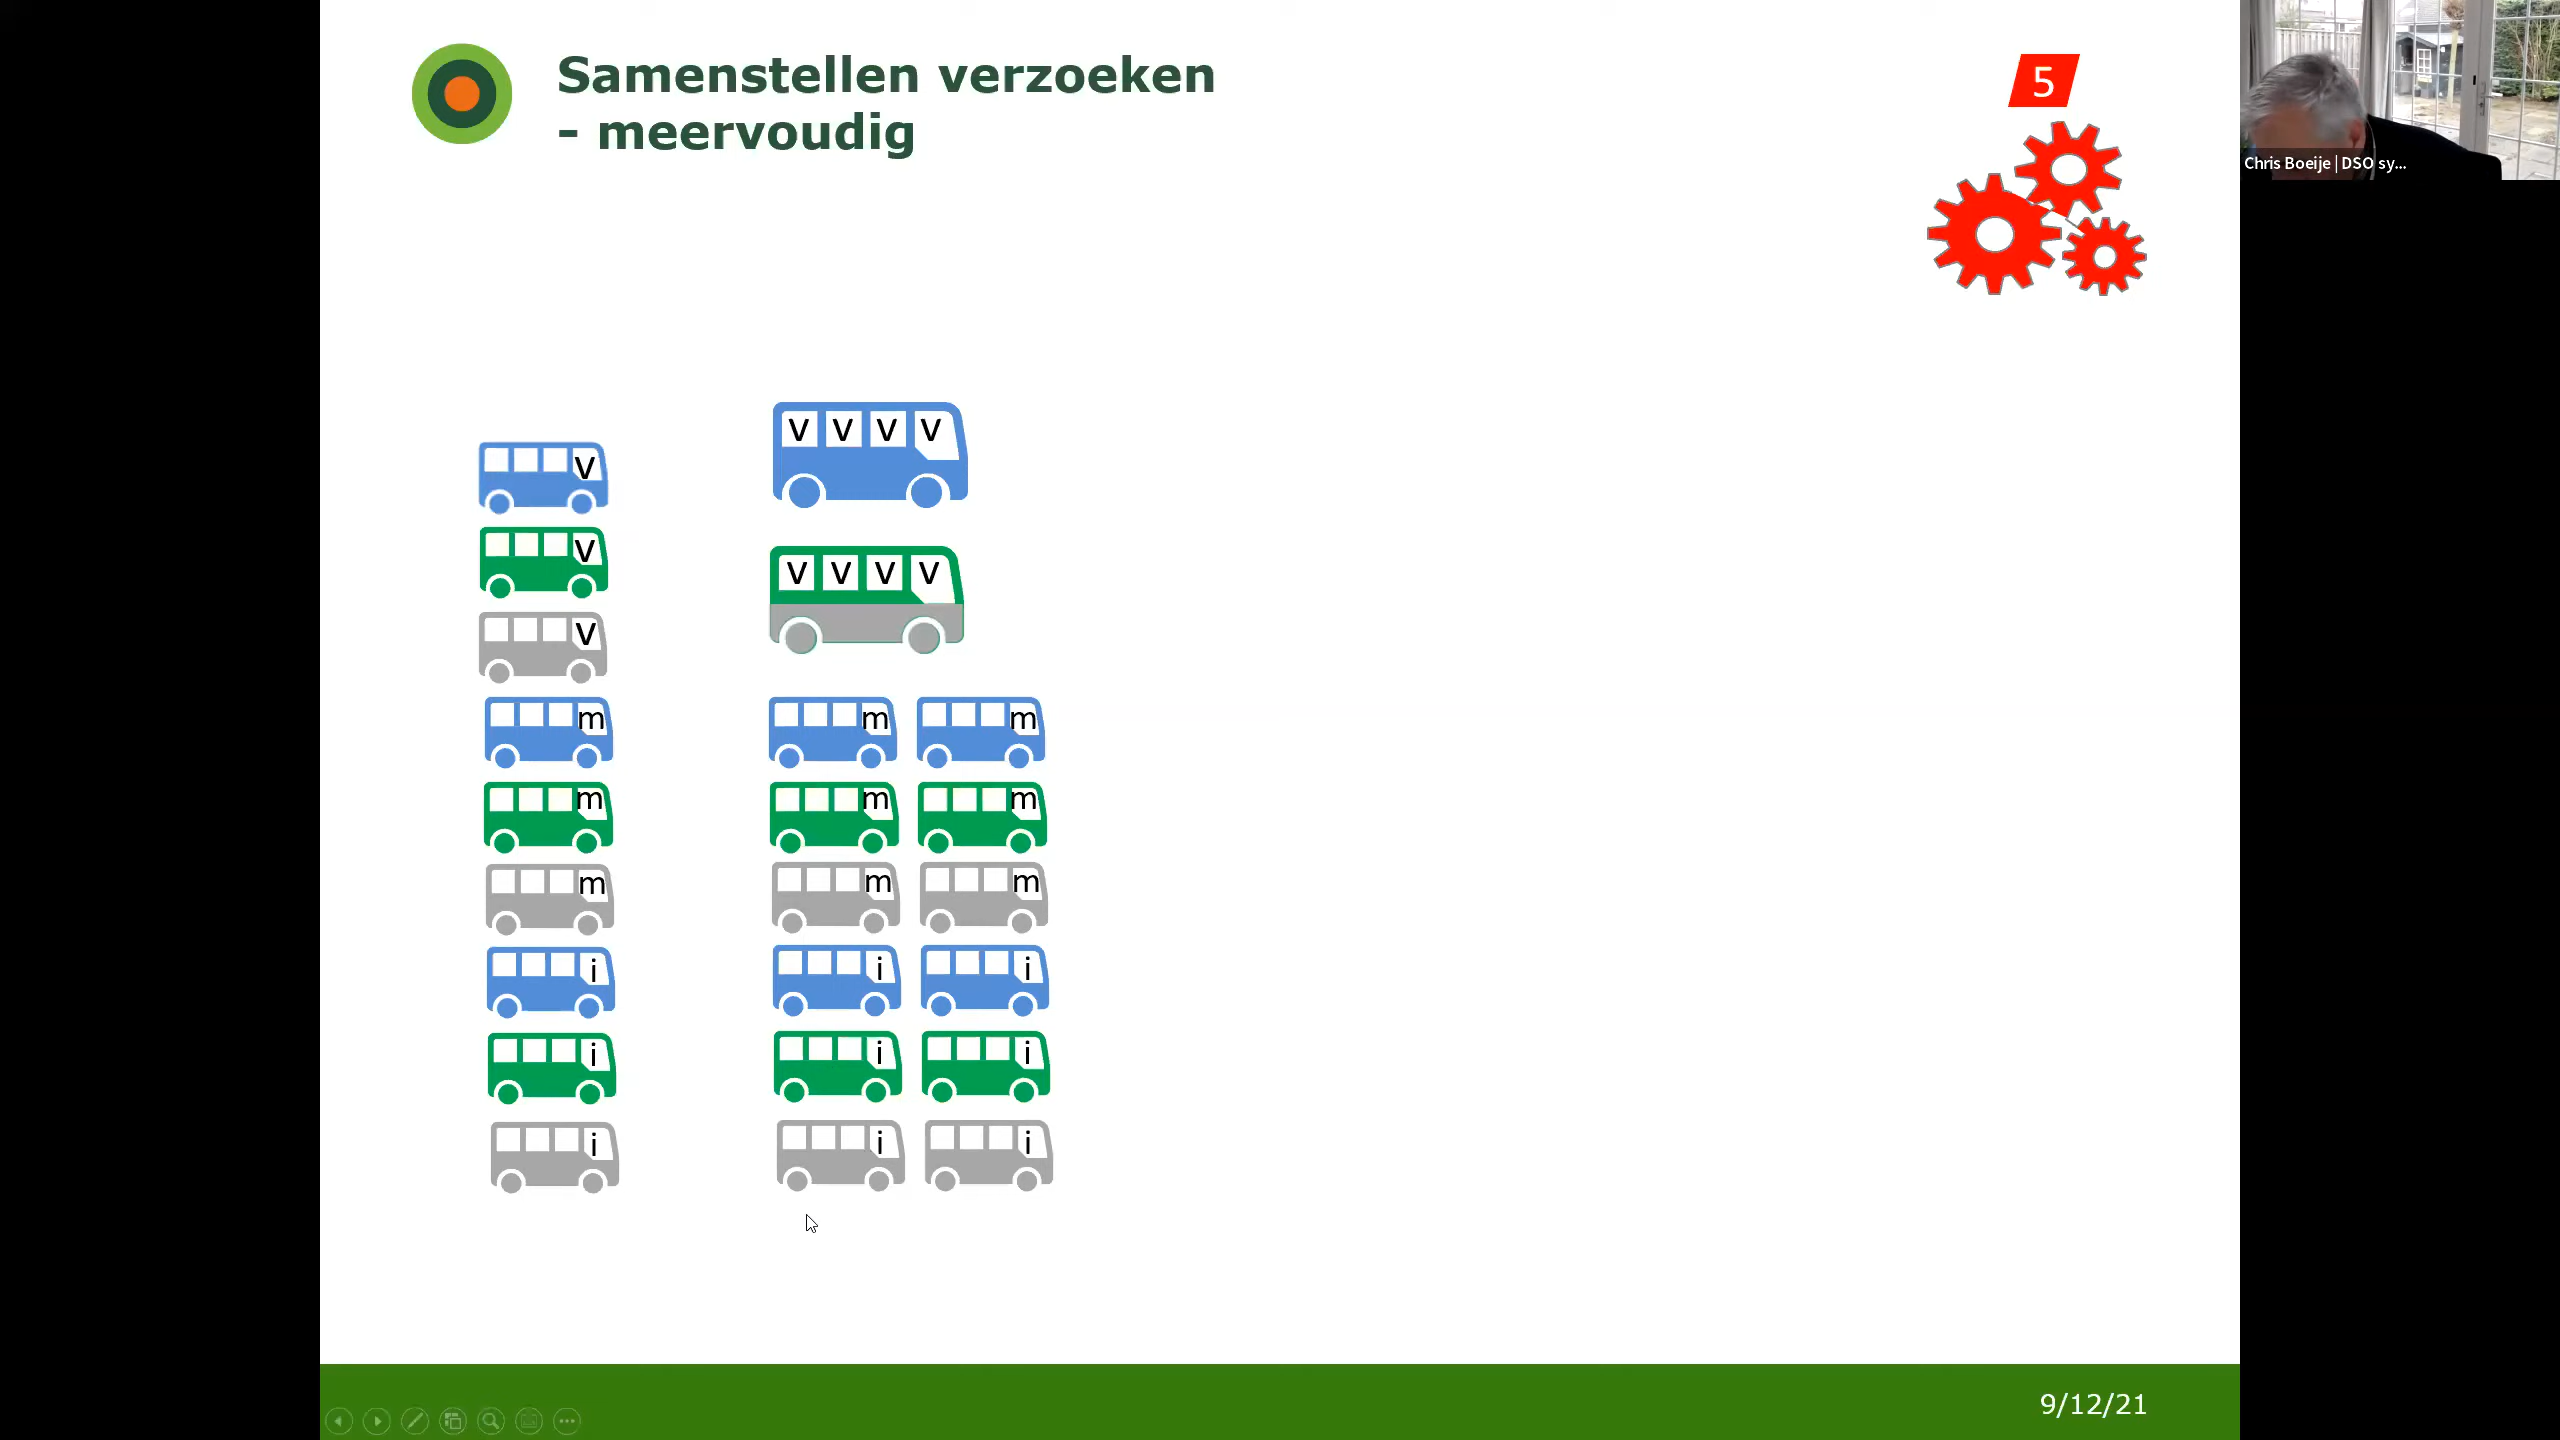 Samenstellen verzoeken
- meervoudig
5
Chris Boeije | DSO sy...
v v v v
v
v
v v v v
v
m m m
m m m
m m m
i i i
i i i
i i i
9/12/21